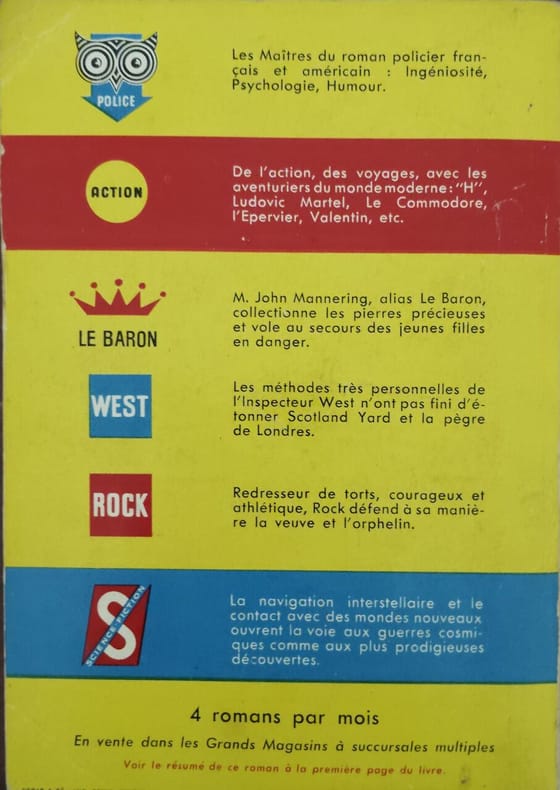 POLICE
Les Maîtres du roman policier fran-
çais et américain : Ingéniosité,
Psychologie, Humour.
ACTION
De l'action, des voyages, avec les
aventuriers du monde moderne: "H",
Ludovic Martel, Le Commodore,
l'Epervier, Valentin, etc.
LE BARON
M. John Mannering, alias Le Baron,
collectionne les pierres précieuses
et vole au secours des jeunes filles
en danger.
WEST
Les méthodes très personnelles de
l'Inspecteur West n'ont pas fini d'é-
tonner Scotland Yard et la pègre
de Londres.
ROCK
Redresseur de torts, courageux et
athlétique, Rock défend à sa maniè-
re la veuve et l'orphelin.
S
SCIENCE-FICTION
La navigation interstellaire et le
contact avec des mondes nouveaux
ouvrent la voie aux guerres cosmi-
ques comme aux plus prodigieuses
découvertes.
4 romans par mois
En vente dans les Grands Magasins à succursales multiples
Voir le résumé de ce roman à la première page du livre.